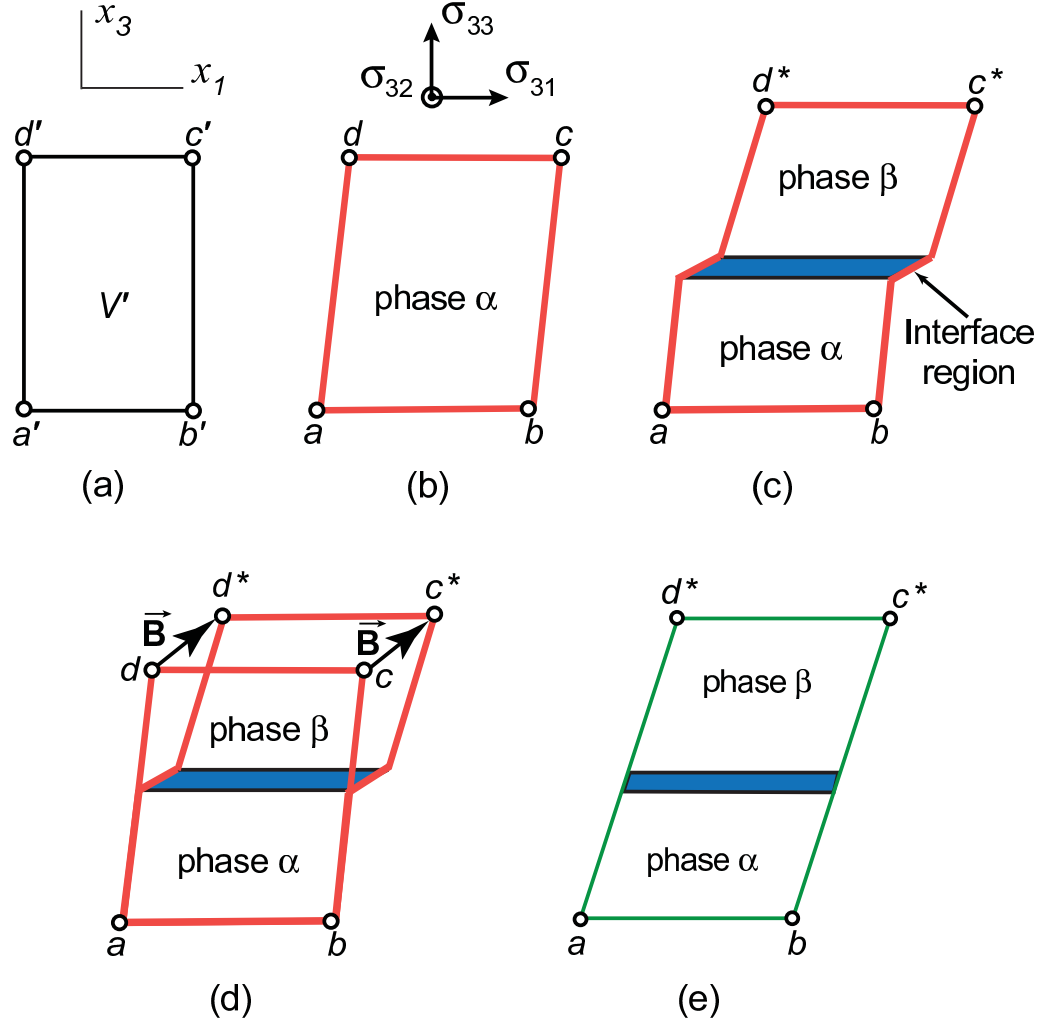 x3
x1
d′ c′
V′
a′ b′
(a)
σ33
σ32 σ31
d c
phase α
a b
(b)
d* c*
phase β
Interface
region
phase α
a b
(c)
d* c*
B B
d c
phase β
phase α
a b
(d)
d* c*
phase β
phase α
a b
(e)